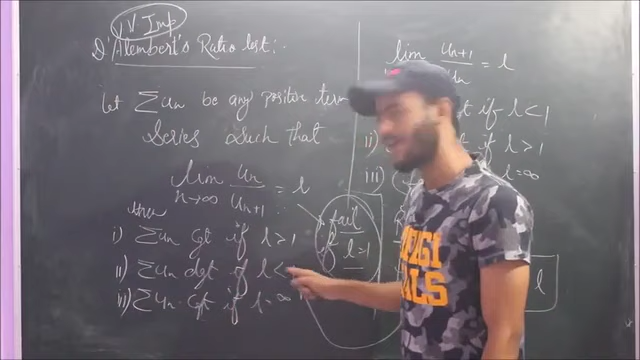 V. Imp
D'Alembert's Ratio test:-
Let Σun be any positive term
Series Such that
lim n→∞ un/un+1 = l
then
i) Σun cgt if l>1
ii) Σun dgt if l<
iii) Σun cgt if l=∞
fail
if l=1
lim un+1/un = l
if l<1
ii) if l>1
iii) l=∞
l